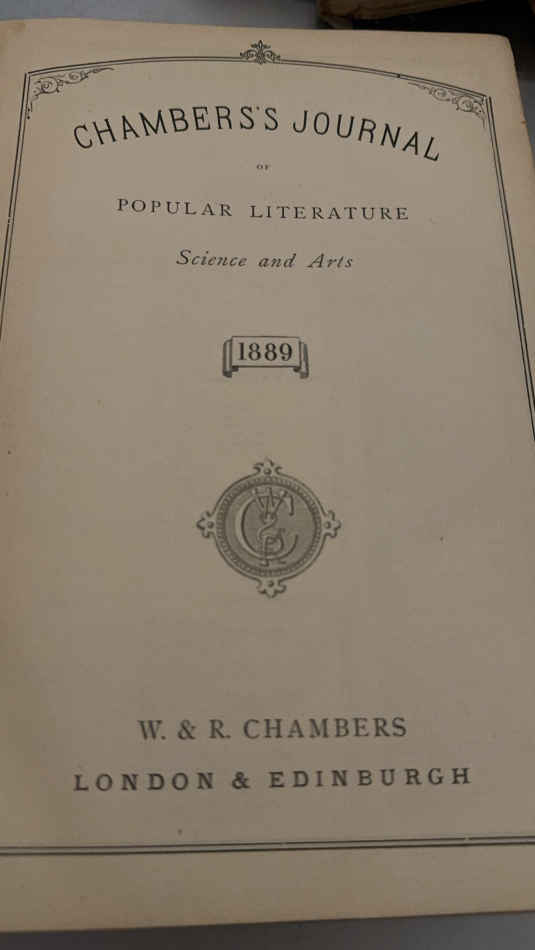 CHAMBERS'S JOURNAL
OF
POPULAR LITERATURE
Science and Arts
1889
W. & R. CHAMBERS
LONDON & EDINBURGH